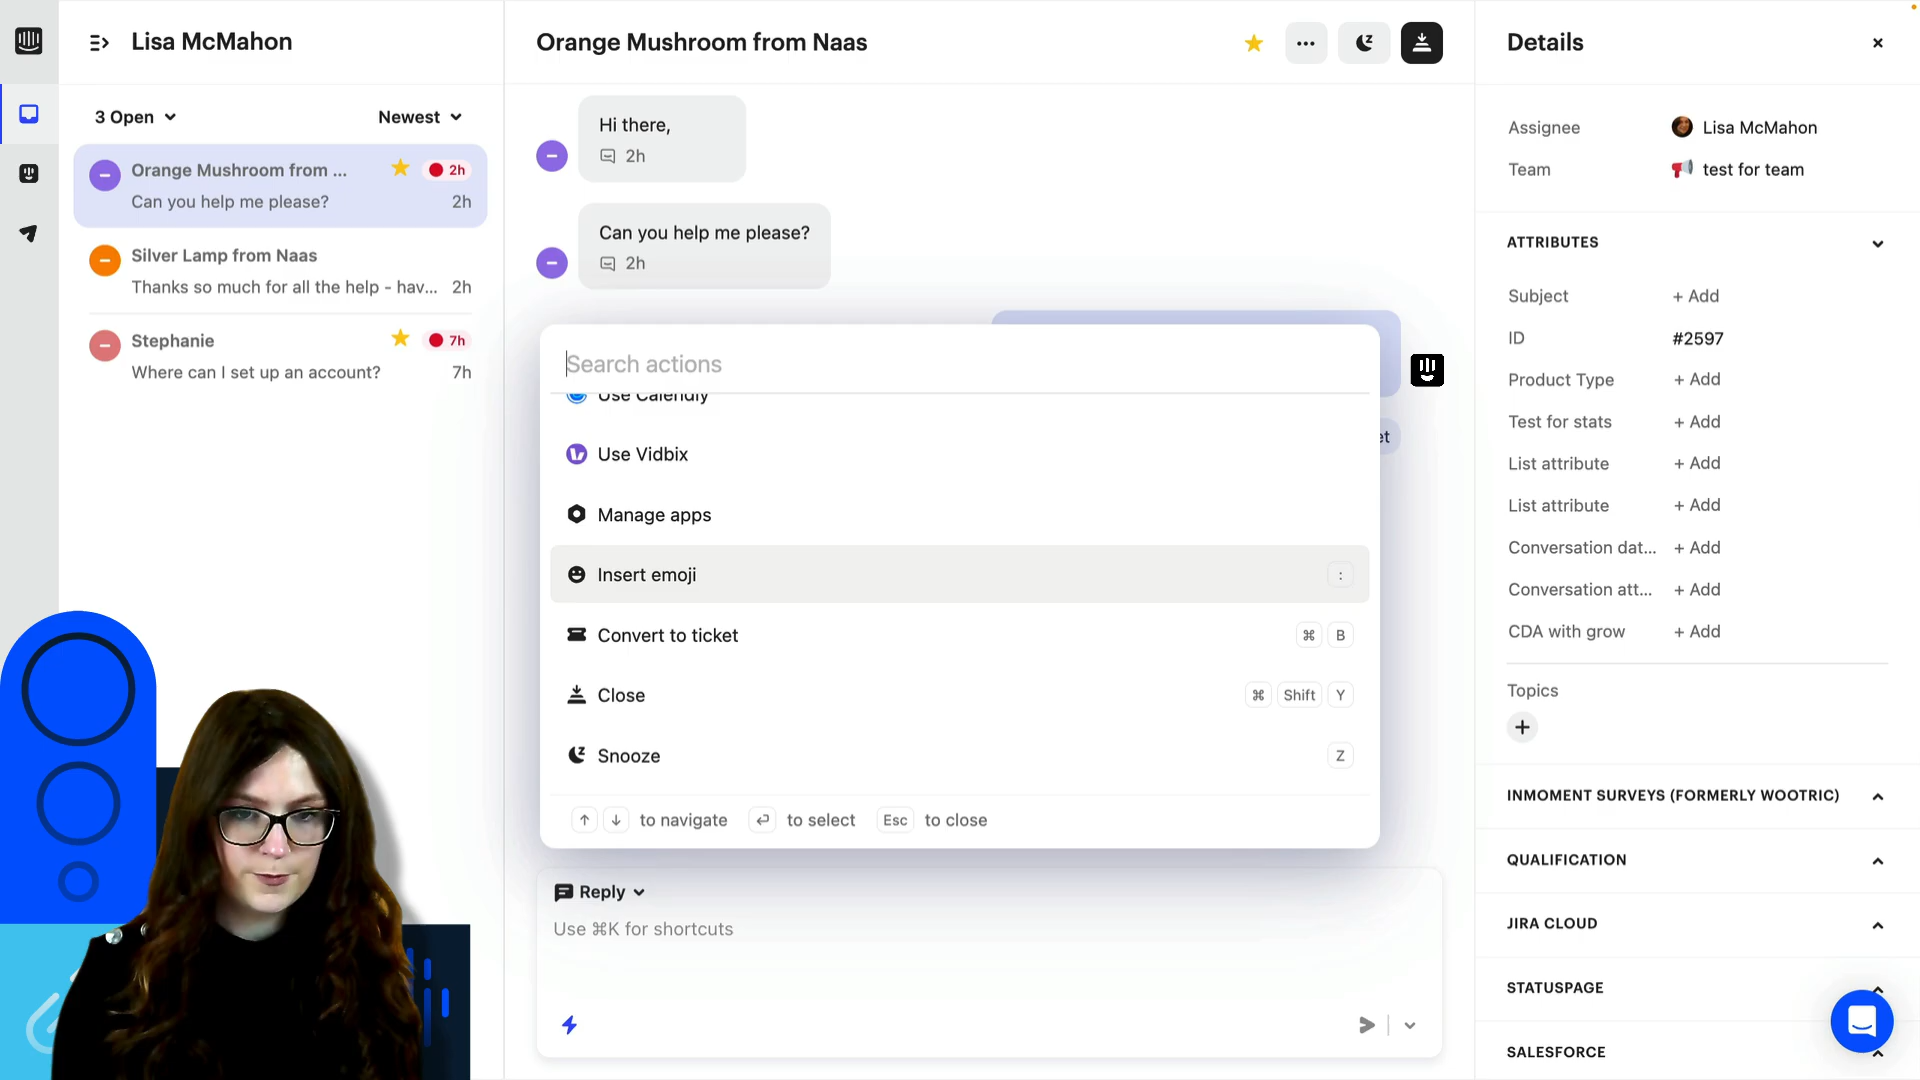 Lisa McMahon
3 Open
Newest
Orange Mushroom from ...
2h
Can you help me please?
2h
Silver Lamp from Naas
Thanks so much for all the help - hav...
2h
Stephanie
7h
Where can I set up an account?
7h
Orange Mushroom from Naas
Hi there,
2h
Can you help me please?
2h
et
Search actions
Use Calendly
Use Vidbix
Manage apps
Insert emoji
:
Convert to ticket
⌘ B
Close
⌘ Shift Y
Snooze
Z
↑ ↓ to navigate ↵ to select Esc to close
Reply
Use ⌘K for shortcuts
Details
Assignee
Lisa McMahon
Team
test for team
ATTRIBUTES
Subject
+ Add
ID
#2597
Product Type
+ Add
Test for stats
+ Add
List attribute
+ Add
List attribute
+ Add
Conversation dat...
+ Add
Conversation att...
+ Add
CDA with grow
+ Add
Topics
+
INMOMENT SURVEYS (FORMERLY WOOTRIC)
QUALIFICATION
JIRA CLOUD
STATUSPAGE
SALESFORCE